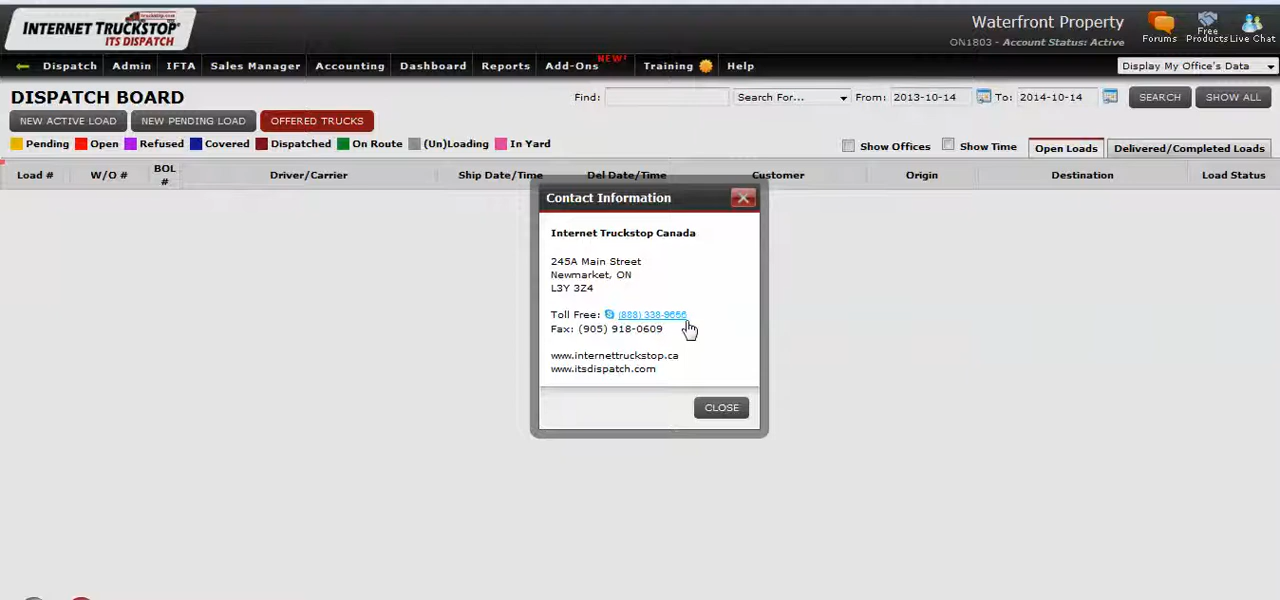 truckstop.com
INTERNET TRUCKSTOP
ITS DISPATCH
Waterfront Property
ON1803 - Account Status: Active
Forums
Free Products
Live Chat
Dispatch Admin IFTA Sales Manager Accounting Dashboard Reports Add-Ons NEW! Training Help
Display My Office's Data
DISPATCH BOARD
Find: Search For... From: 2013-10-14 To: 2014-10-14 SEARCH SHOW ALL
NEW ACTIVE LOAD NEW PENDING LOAD OFFERED TRUCKS
Pending Open Refused Covered Dispatched On Route (Un)Loading In Yard
Show Offices Show Time Open Loads Delivered/Completed Loads
Load # W/O # BOL # Driver/Carrier Ship Date/Time Del Date/Time Customer Origin Destination Load Status
Contact Information
Internet Truckstop Canada
245A Main Street
Newmarket, ON
L3Y 3Z4
Toll Free: (888) 338-9656
Fax: (905) 918-0609
www.internettruckstop.ca
www.itsdispatch.com
CLOSE